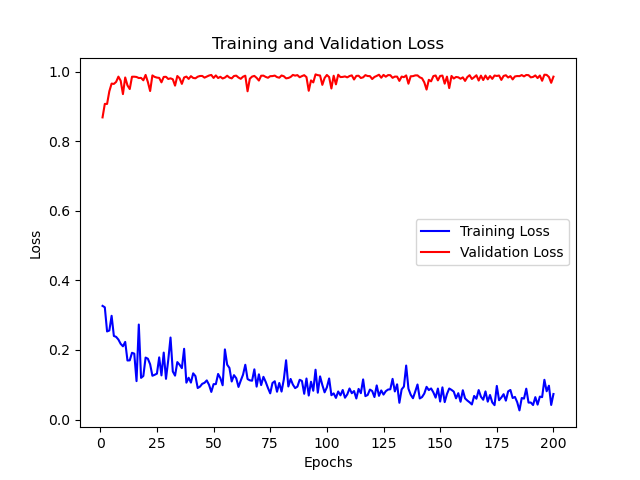 Training and Validation Loss
1.0
0.8
0.6
0.4
0.2
0.0
Loss
Training Loss
Validation Loss
0 25 50 75 100 125 150 175 200
Epochs